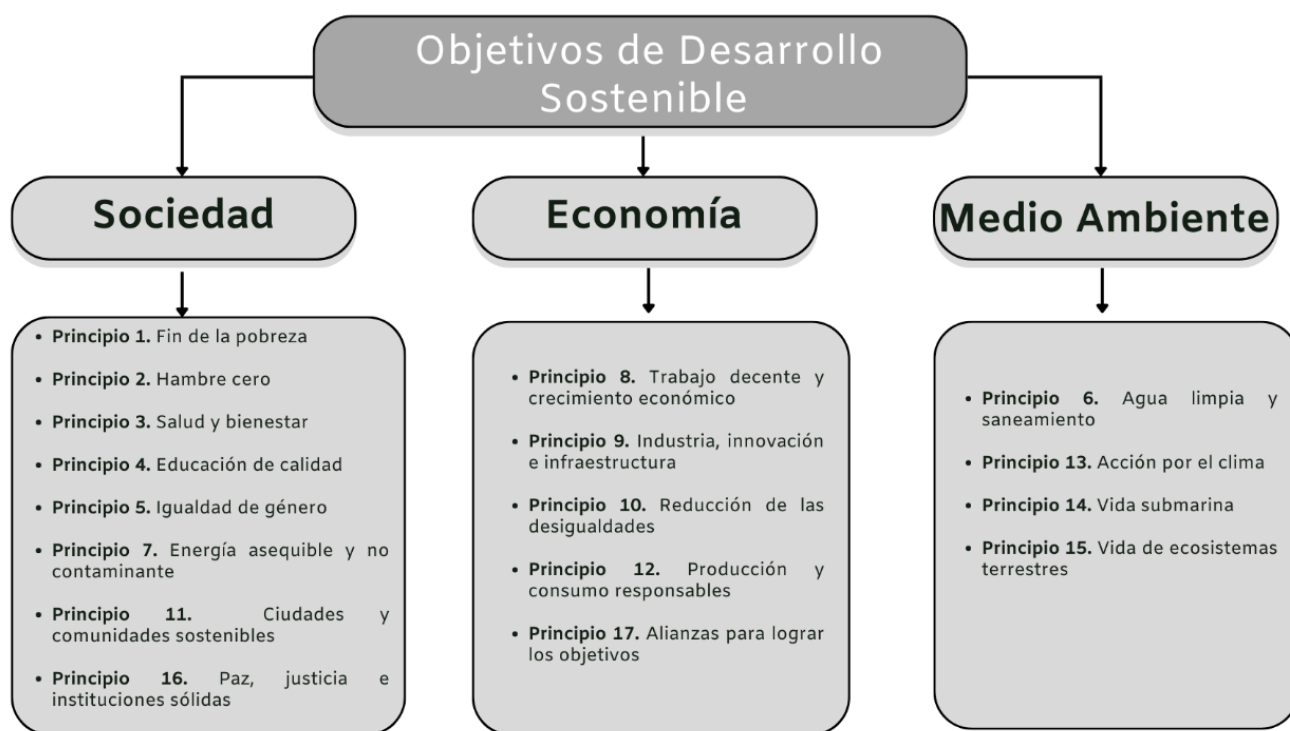 Objetivos de Desarrollo
Sostenible
Sociedad
• Principio 1. Fin de la pobreza
• Principio 2. Hambre cero
• Principio 3. Salud y bienestar
• Principio 4. Educación de calidad
• Principio 5. Igualdad de género
• Principio 7. Energía asequible y no
contaminante
• Principio 11. Ciudades y
comunidades sostenibles
• Principio 16. Paz, justicia e
instituciones sólidas
Economía
• Principio 8. Trabajo decente y
crecimiento económico
• Principio 9. Industria, innovación
e infraestructura
• Principio 10. Reducción de las
desigualdades
• Principio 12. Producción y
consumo responsables
• Principio 17. Alianzas para lograr
los objetivos
Medio Ambiente
• Principio 6. Agua limpia y
saneamiento
• Principio 13. Acción por el clima
• Principio 14. Vida submarina
• Principio 15. Vida de ecosistemas
terrestres